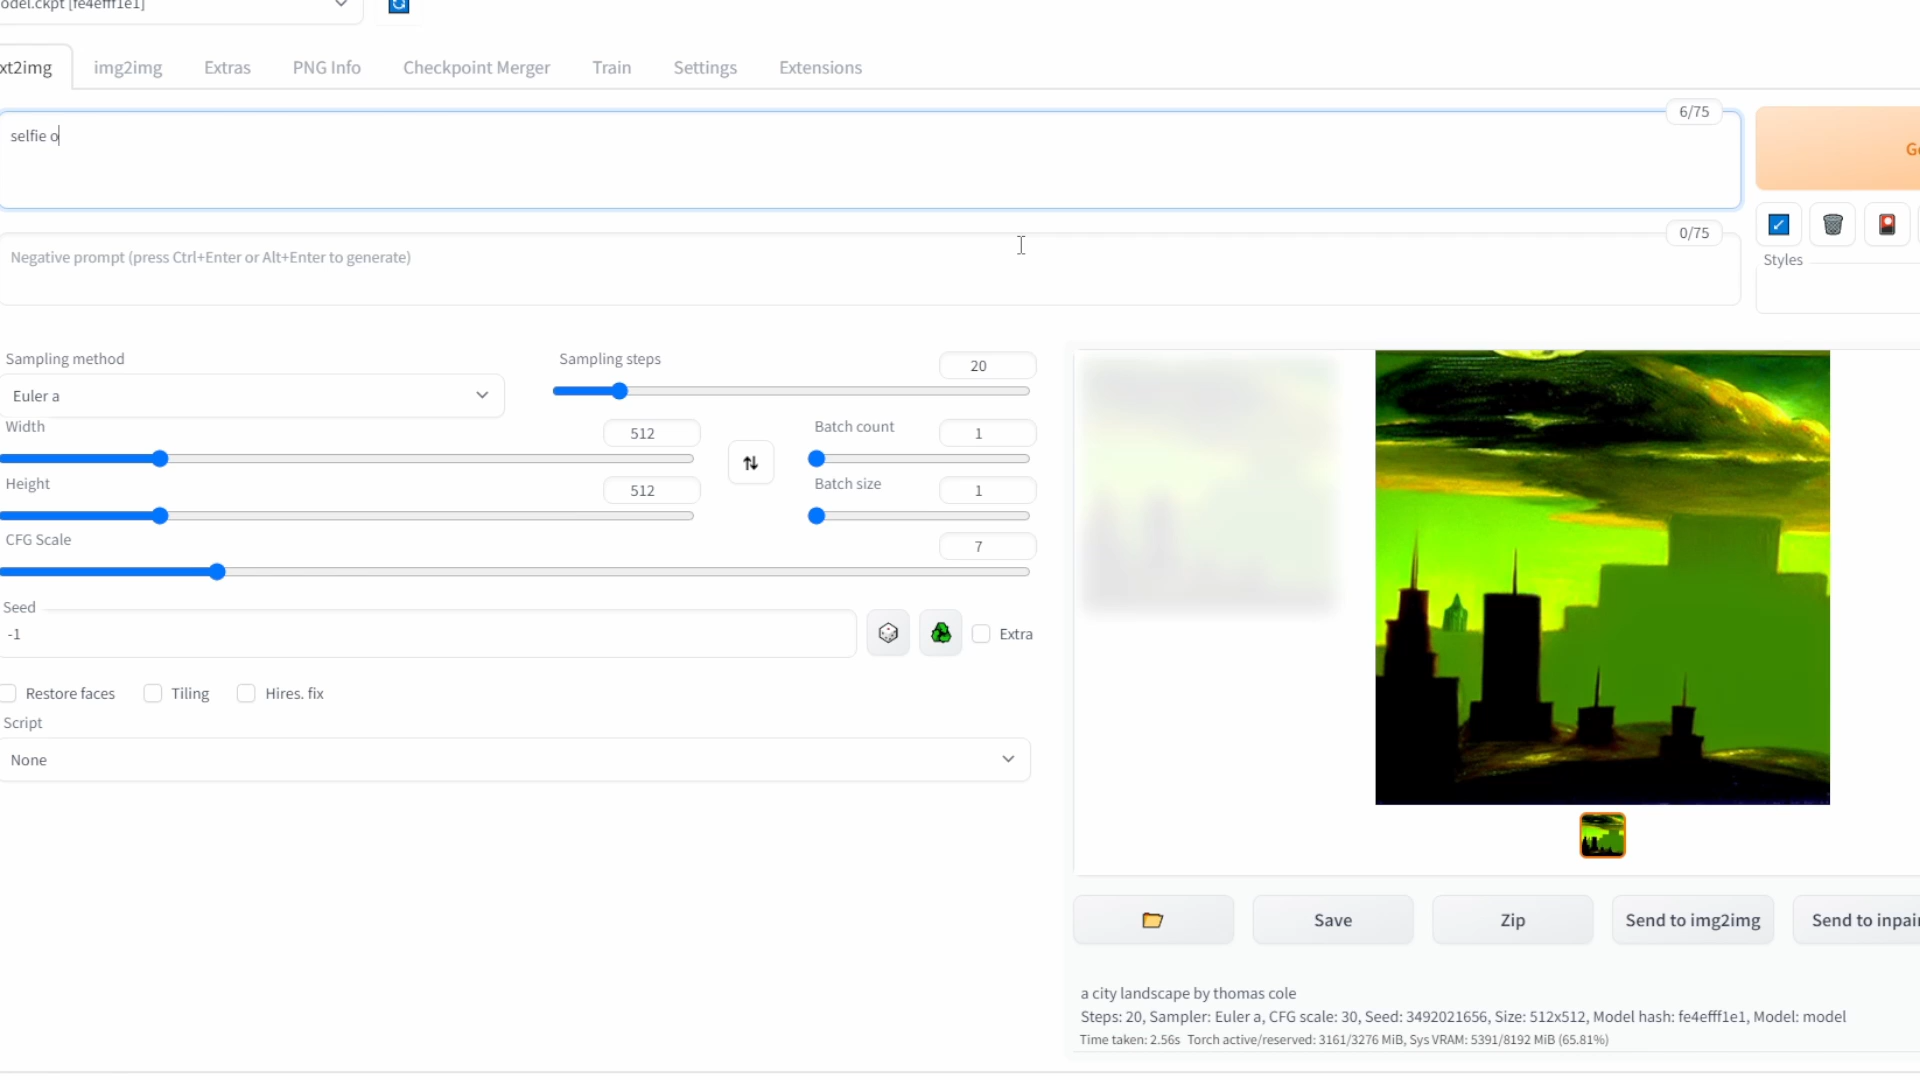 odel.ckpt [fe4efff1e1]
xt2img img2img Extras PNG Info Checkpoint Merger Train Settings Extensions
6/75
selfie o
0/75
Negative prompt (press Ctrl+Enter or Alt+Enter to generate)
Styles
Sampling method
Euler a
Sampling steps
20
Width
512
Batch count
1
Height
512
Batch size
1
CFG Scale
7
Seed
-1
Extra
Restore faces Tiling Hires. fix
Script
None
Save Zip Send to img2img Send to inpai
a city landscape by thomas cole
Steps: 20, Sampler: Euler a, CFG scale: 30, Seed: 3492021656, Size: 512x512, Model hash: fe4efff1e1, Model: model
Time taken: 2.56s Torch active/reserved: 3161/3276 MiB, Sys VRAM: 5391/8192 MiB (65.81%)